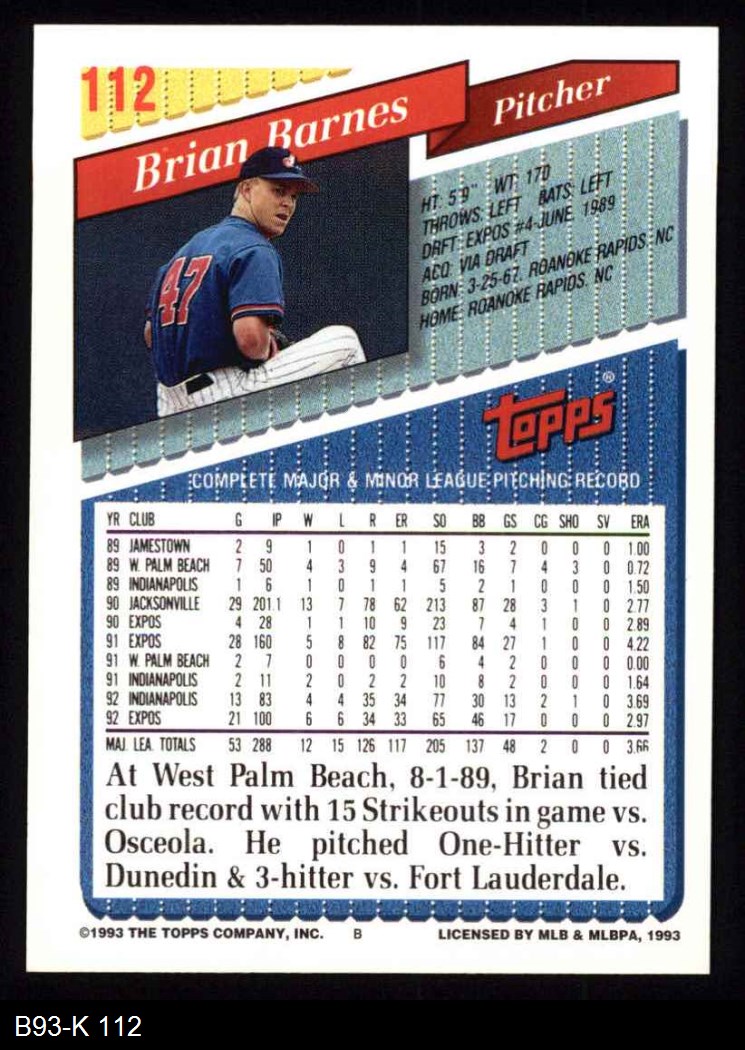 112
Brian Barnes
Pitcher
47
HT: 5'9" WT: 170
THROWS: LEFT BATS: LEFT
DRFT: EXPOS #4-JUNE, 1989
ACQ: VIA DRAFT
BORN: 3-25-67, ROANOKE RAPIDS, NC
HOME: ROANOKE RAPIDS, NC
Topps®
COMPLETE MAJOR & MINOR LEAGUE PITCHING RECORD
YR CLUB G IP W L R ER SO BB GS CG SHO SV ERA
89 JAMESTOWN 2 9 1 0 1 1 15 3 2 0 0 0 1.00
89 W. PALM BEACH 7 50 4 3 9 4 67 16 7 4 3 0 0.72
89 INDIANAPOLIS 1 6 1 0 1 1 5 2 1 0 0 0 1.50
90 JACKSONVILLE 29 201.1 13 7 78 62 213 87 28 3 1 0 2.77
90 EXPOS 4 28 1 1 10 9 23 7 4 1 0 0 2.89
91 EXPOS 28 160 5 8 82 75 117 84 27 1 0 0 4.22
91 W. PALM BEACH 2 7 0 0 0 0 6 4 2 0 0 0 0.00
91 INDIANAPOLIS 2 11 2 0 2 2 10 8 2 0 0 0 1.64
92 INDIANAPOLIS 13 83 4 4 35 34 77 30 13 2 1 0 3.69
92 EXPOS 21 100 6 6 34 33 65 46 17 0 0 0 2.97
MAJ. LEA. TOTALS 53 288 12 15 126 117 205 137 48 2 0 0 3.66
At West Palm Beach, 8-1-89, Brian tied
club record with 15 Strikeouts in game vs.
Osceola. He pitched One-Hitter vs.
Dunedin & 3-hitter vs. Fort Lauderdale.
©1993 THE TOPPS COMPANY, INC. B LICENSED BY MLB & MLBPA, 1993
B93-K 112